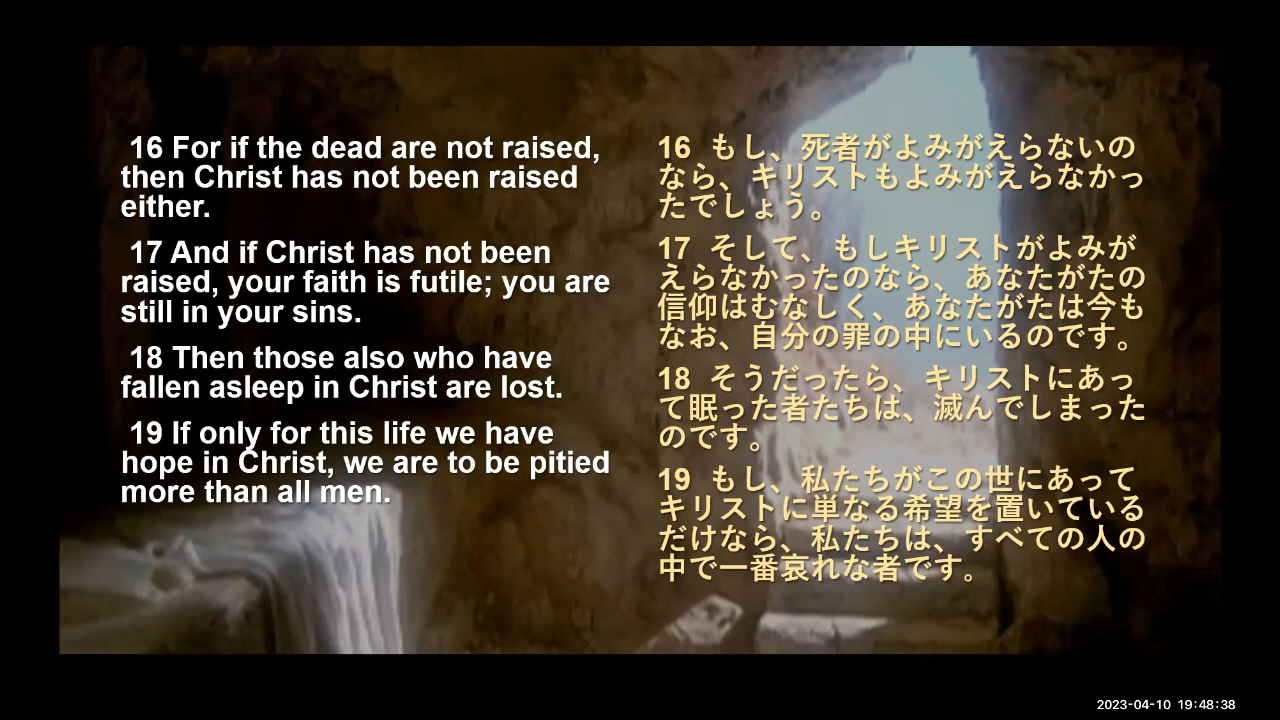 16 For if the dead are not raised,
then Christ has not been raised
either.
17 And if Christ has not been
raised, your faith is futile; you are
still in your sins.
18 Then those also who have
fallen asleep in Christ are lost.
19 If only for this life we have
hope in Christ, we are to be pitied
more than all men.
16 もし、死者がよみがえらないの
なら、キリストもよみがえらなかっ
たでしょう。
17 そして、もしキリストがよみが
えらなかったのなら、あなたがたの
信仰はむなしく、あなたがたは今も
なお、自分の罪の中にいるのです。
18 そうだったら、キリストにあっ
て眠った者たちは、滅んでしまった
のです。
19 もし、私たちがこの世にあって
キリストに単なる希望を置いている
だけなら、私たちは、すべての人の
中で一番哀れな者です。
2023-04-10 19:48:38